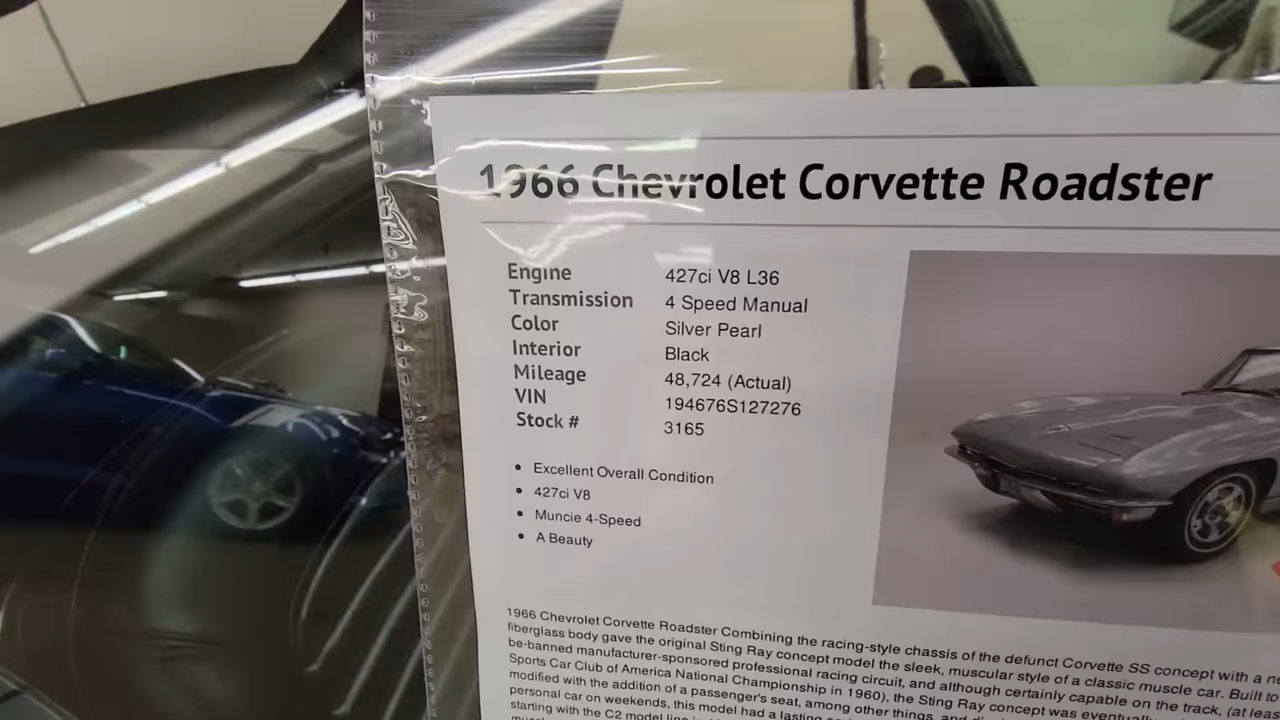 1966 Chevrolet Corvette Roadster
Engine 427ci V8 L36
Transmission 4 Speed Manual
Color Silver Pearl
Interior Black
Mileage 48,724 (Actual)
VIN 194676S127276
Stock # 3165
• Excellent Overall Condition
• 427ci V8
• Muncie 4-Speed
• A Beauty
1966 Chevrolet Corvette Roadster Combining the racing-style chassis of the defunct Corvette SS concept with a
fiberglass body gave the original Sting Ray concept model the sleek, muscular style of a classic muscle car. Built to
be-banned manufacturer-sponsored professional racing circuit, and although certainly capable on the track, (at
Sports Car Club of America National Championship in 1960), the Sting Ray concept was
modified with the addition of a passenger's seat, among other things, and
personal car on weekends, this model had a lasting
starting with the C2 model line